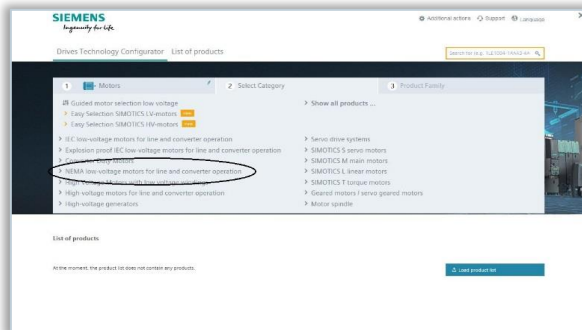 SIEMENS
Ingenuity for life
Additional actions Support Language
Drives Technology Configurator List of products
1 Motors 2 Select Category 3 Product Family
Guided motor selection low voltage
Easy Selection SIMOTICS LV-motors
Easy Selection SIMOTICS HV-motors
IEC low-voltage motors for line and converter operation
Explosion proof IEC low-voltage motors for line and converter operation
Converter Duty Motors
NEMA low-voltage motors for line and converter operation
High Voltage Motors with low voltage windings
High-voltage motors for line and converter operation
High-voltage generators
Show all products ...
Servo drive systems
SIMOTICS S servo motors
SIMOTICS M main motors
SIMOTICS L linear motors
SIMOTICS T torque motors
Geared motors / servo geared motors
Motor spindle
List of products
At the moment, the product list does not contain any products.
Load product list